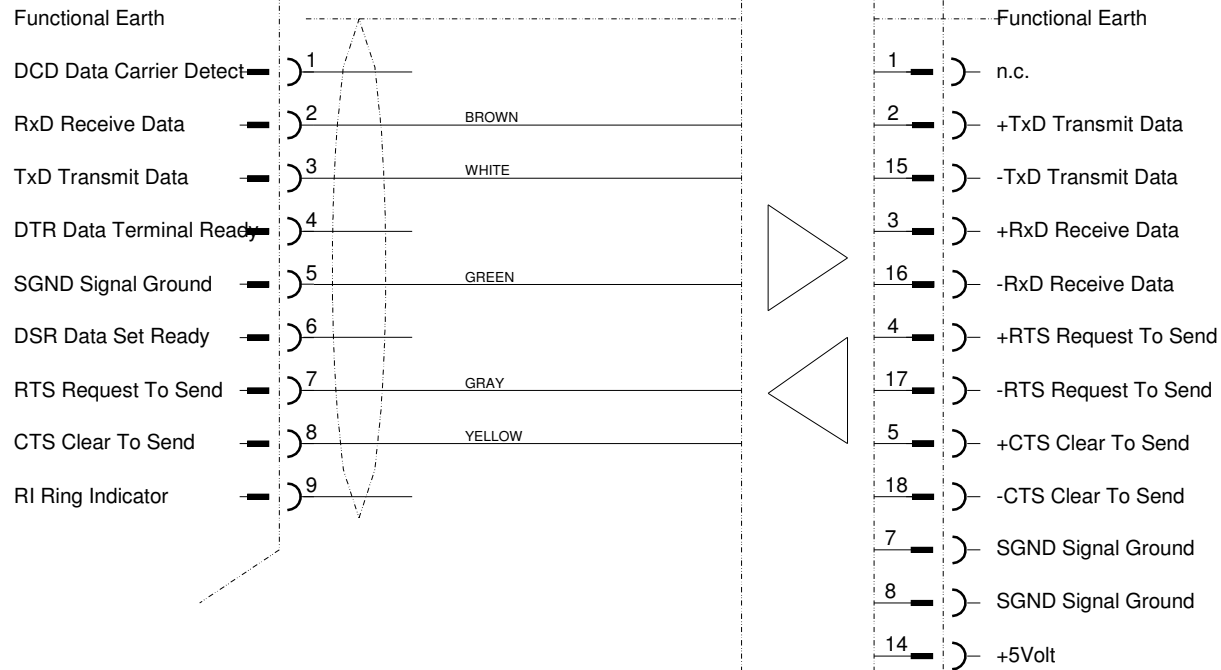 Functional Earth
DCD Data Carrier Detect 1
RxD Receive Data 2 BROWN
TxD Transmit Data 3 WHITE
DTR Data Terminal Ready 4
SGND Signal Ground 5 GREEN
DSR Data Set Ready 6
RTS Request To Send 7 GRAY
CTS Clear To Send 8 YELLOW
RI Ring Indicator 9
Functional Earth
1 n.c.
2 +TxD Transmit Data
15 -TxD Transmit Data
3 +RxD Receive Data
16 -RxD Receive Data
4 +RTS Request To Send
17 -RTS Request To Send
5 +CTS Clear To Send
18 -CTS Clear To Send
7 SGND Signal Ground
8 SGND Signal Ground
14 +5Volt